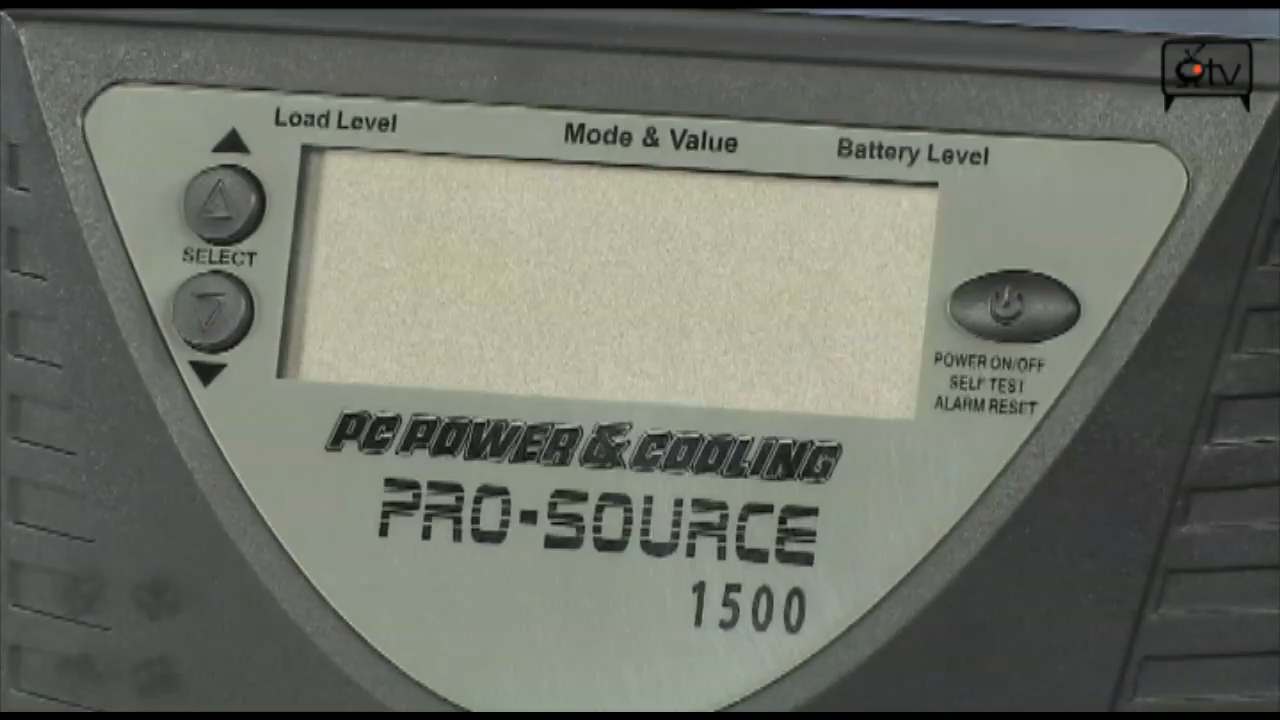 tv
Load Level
Mode & Value
Battery Level
SELECT
POWER ON/OFF
SELF TEST
ALARM RESET
PC POWER & COOLING
PRO-SOURCE
1500